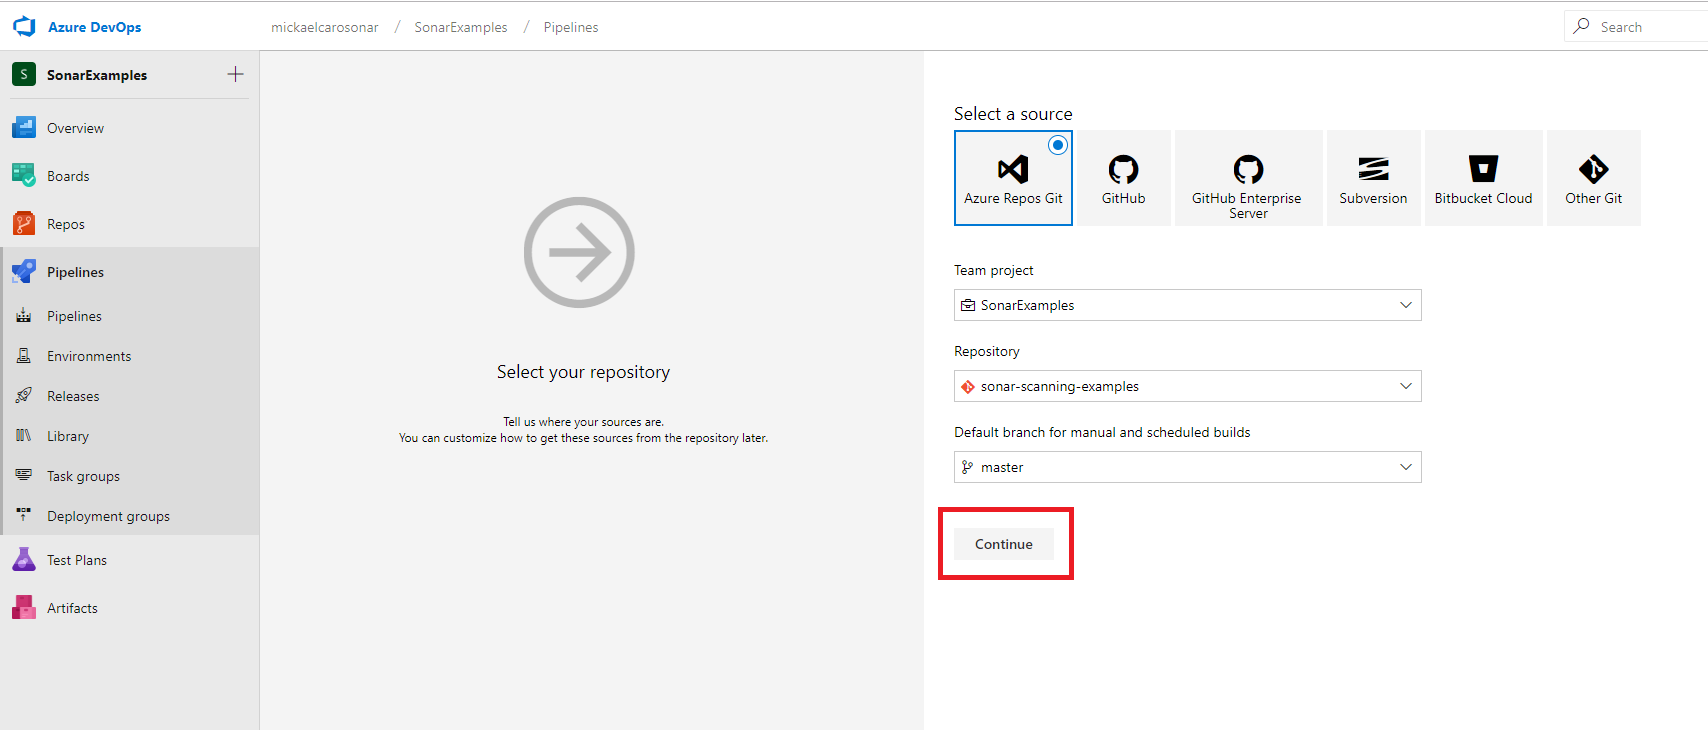 Azure DevOps
mickaelcarosonar / SonarExamples / Pipelines
Search
S SonarExamples
Overview
Boards
Repos
Pipelines
Pipelines
Environments
Releases
Library
Task groups
Deployment groups
Test Plans
Artifacts
Select your repository
Tell us where your sources are.
You can customize how to get these sources from the repository later.
Select a source
Azure Repos Git
GitHub
GitHub Enterprise
Server
Subversion
Bitbucket Cloud
Other Git
Team project
SonarExamples
Repository
sonar-scanning-examples
Default branch for manual and scheduled builds
master
Continue